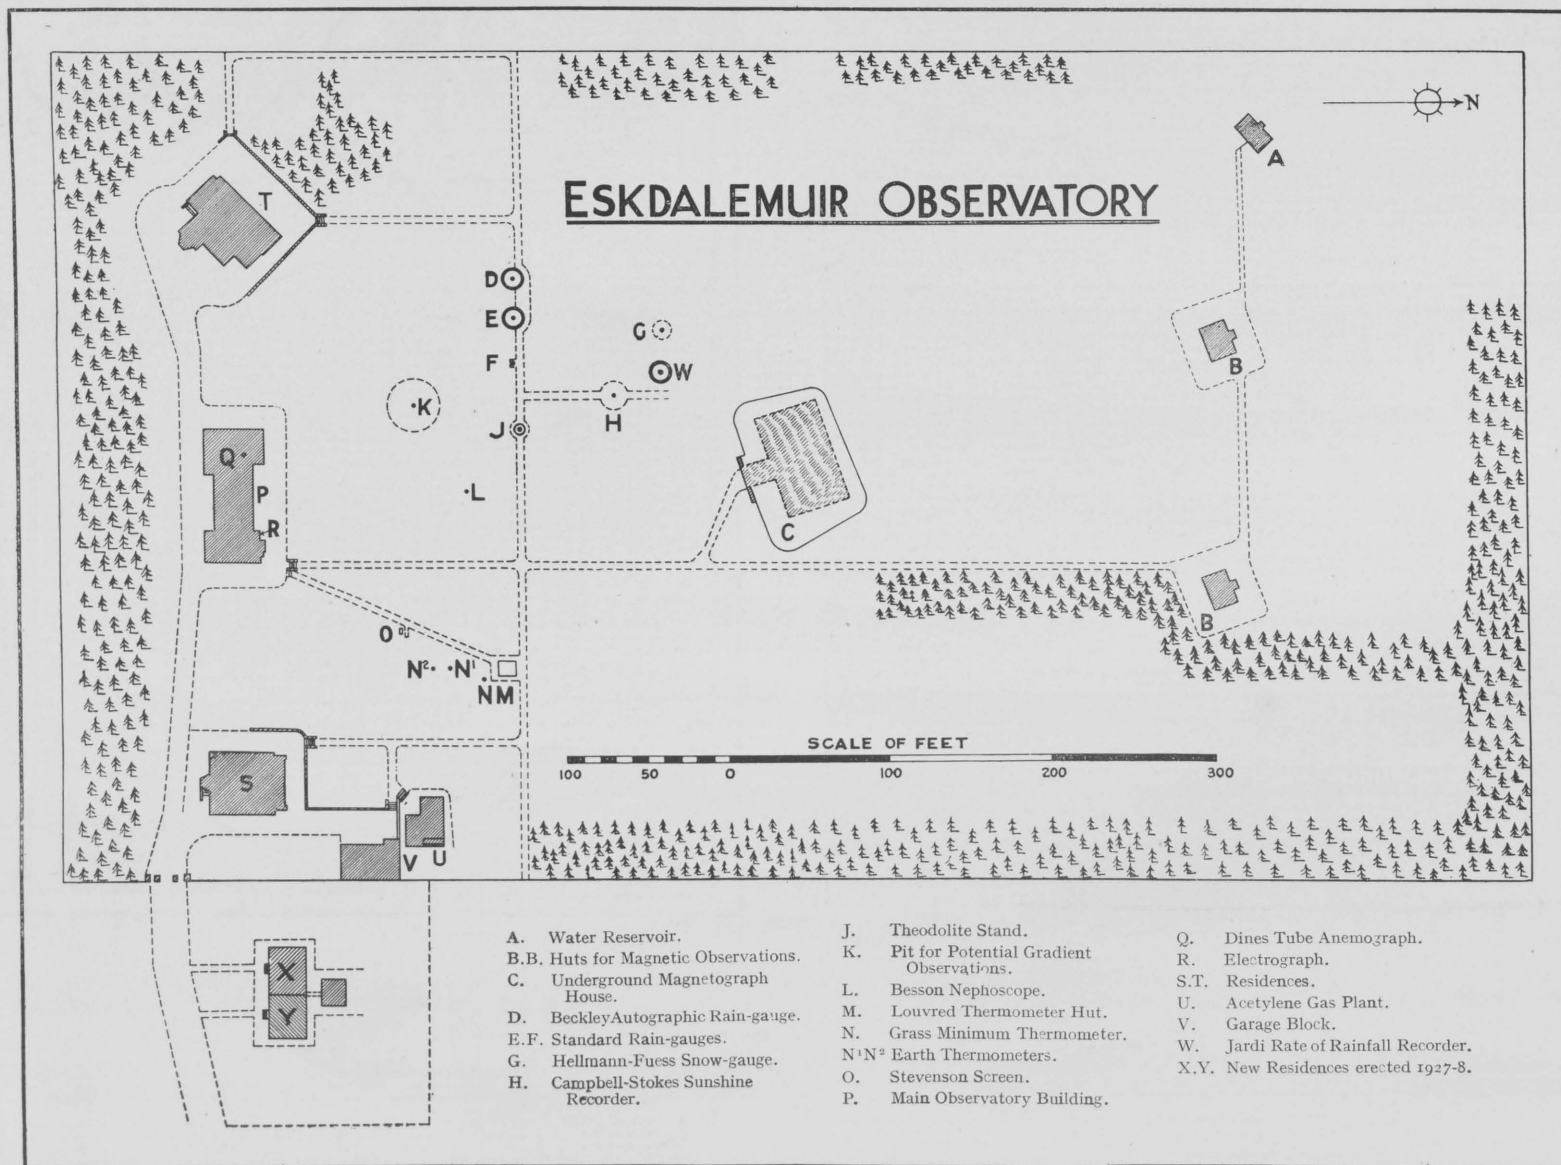 N
A
T
ESKDALEMUIR OBSERVATORY
D
E
G
F
W
B
K
H
J
Q
L
P
R
C
B
O
N² N¹
N M
SCALE OF FEET
100 50 0 100 200 300
S
V U
X
Y
A. Water Reservoir.
B.B. Huts for Magnetic Observations.
C. Underground Magnetograph
House.
D. Beckley Autographic Rain-gauge.
E.F. Standard Rain-gauges.
G. Hellmann-Fuess Snow-gauge.
H. Campbell-Stokes Sunshine
Recorder.
J. Theodolite Stand.
K. Pit for Potential Gradient
Observations.
L. Besson Nephoscope.
M. Louvred Thermometer Hut.
N. Grass Minimum Thermometer.
N¹N² Earth Thermometers.
O. Stevenson Screen.
P. Main Observatory Building.
Q. Dines Tube Anemograph.
R. Electrograph.
S.T. Residences.
U. Acetylene Gas Plant.
V. Garage Block.
W. Jardi Rate of Rainfall Recorder.
X.Y. New Residences erected 1927-8.